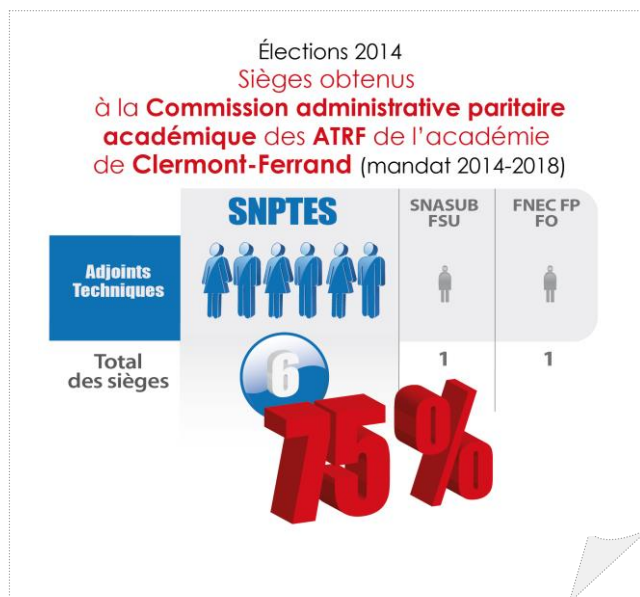 Élections 2014
Sièges obtenus
à la Commission administrative paritaire
académique des ATRF de l'académie
de Clermont-Ferrand (mandat 2014-2018)
SNPTES
SNASUB
FSU
FNEC FP
FO
Adjoints
Techniques
Total
des sièges
6
1
1
75%